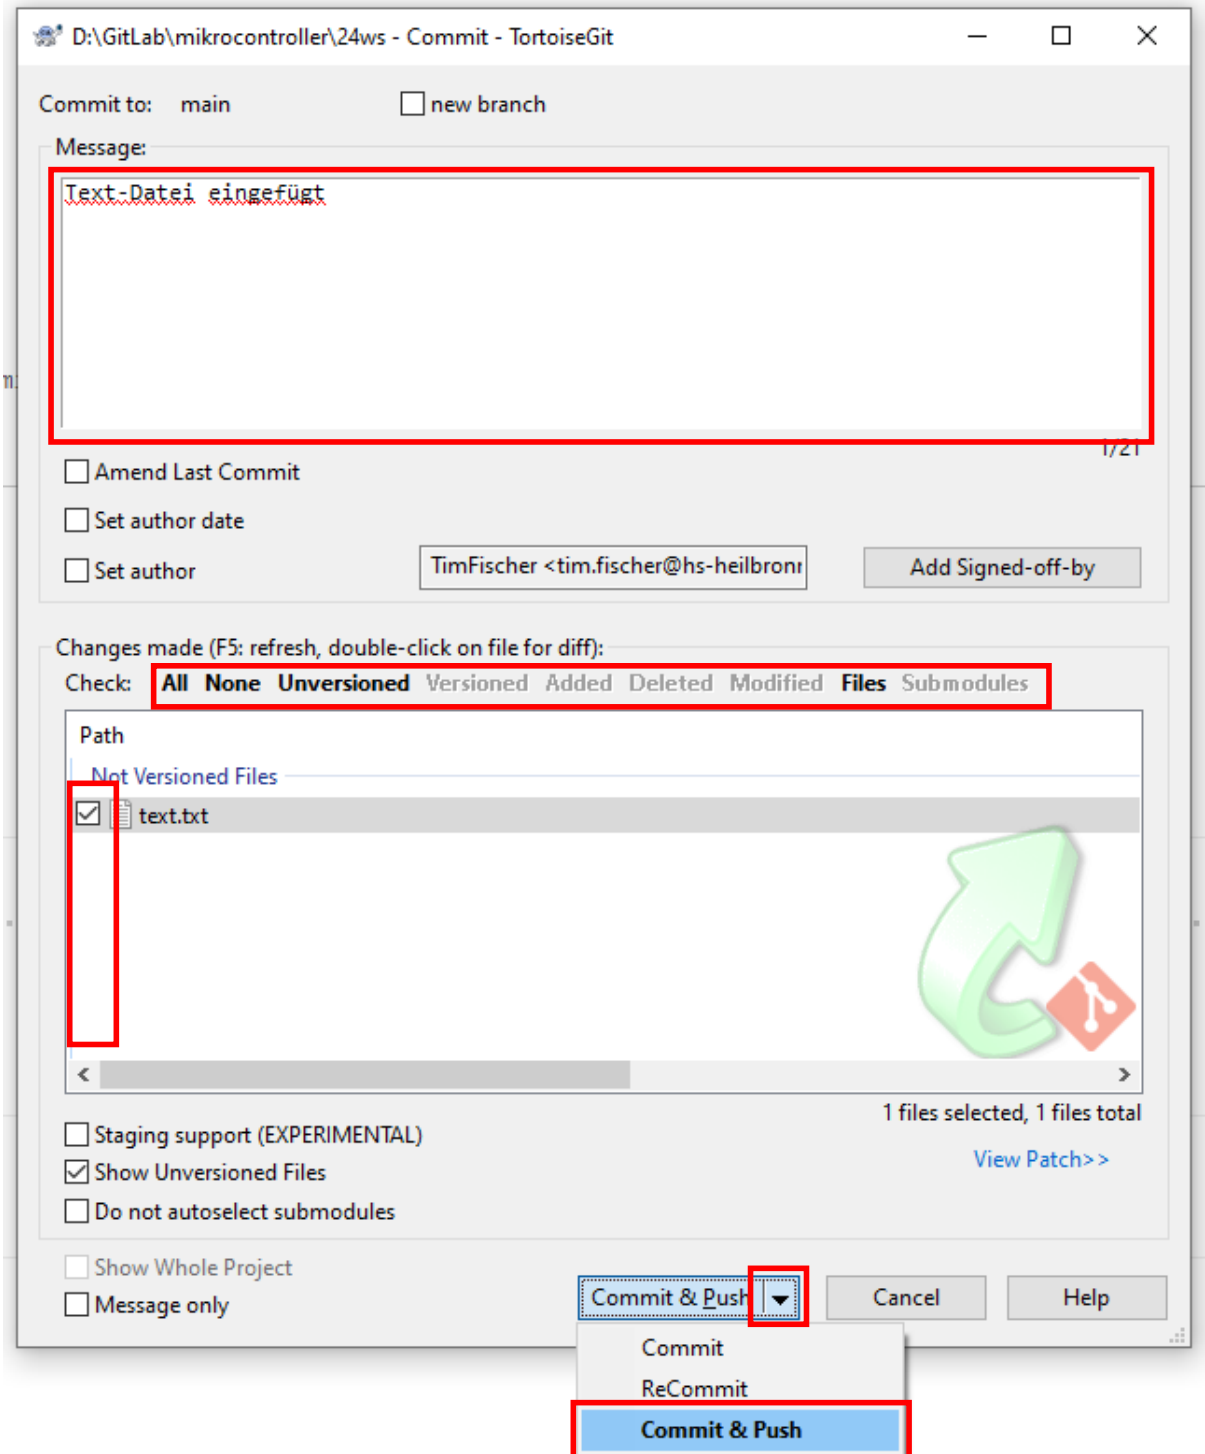 D:\GitLab\mikrocontroller\24ws - Commit - TortoiseGit
Commit to: main new branch
Message:
Text-Datei eingefügt
1/21
Amend Last Commit
Set author date
Set author TimFischer <tim.fischer@hs-heilbronn Add Signed-off-by
Changes made (F5: refresh, double-click on file for diff):
Check: All None Unversioned Versioned Added Deleted Modified Files Submodules
Path
Not Versioned Files
text.txt
1 files selected, 1 files total
Staging support (EXPERIMENTAL)
View Patch>>
Show Unversioned Files
Do not autoselect submodules
Show Whole Project
Message only
Commit & Push Cancel Help
Commit
ReCommit
Commit & Push